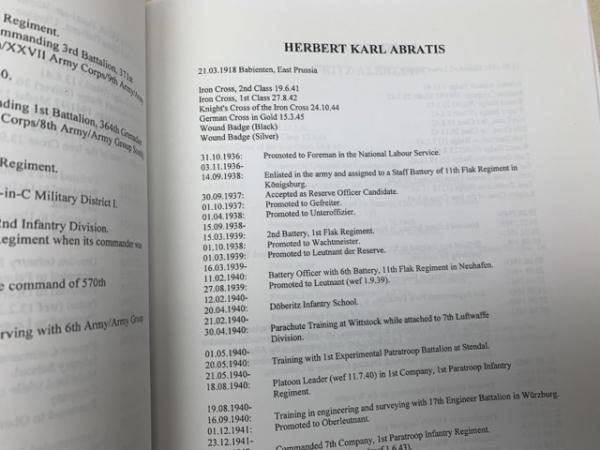 Regiment.
mmanding 3rd Battalion, 371st
/XXVII Army Corps/9th Army/Army
0.
ding 1st Battalion, 364th Grenadier
Corps/8th Army/Army Group South
Regiment.
-in-C Military District I.
2nd Infantry Division.
egiment when its commander was
e command of 570th
rving with 6th Army/Army Group
HERBERT KARL ABRATIS
21.03.1918 Babienten, East Prussia
Iron Cross, 2nd Class 19.6.41
Iron Cross, 1st Class 27.8.42
Knight's Cross of the Iron Cross 24.10.44
German Cross in Gold 15.3.45
Wound Badge (Black)
Wound Badge (Silver)
31.10.1936: Promoted to Foreman in the National Labour Service.
03.11.1936-
14.09.1938: Enlisted in the army and assigned to a Staff Battery of 11th Flak Regiment in
Königsburg.
30.09.1937: Accepted as Reserve Officer Candidate.
01.10.1937: Promoted to Gefreiter.
01.04.1938: Promoted to Unteroffizier.
15.09.1938-
15.03.1939: 2nd Battery, 1st Flak Regiment.
01.10.1938: Promoted to Wachtmeister.
01.03.1939: Promoted to Leutnant der Reserve.
16.03.1939-
11.02.1940: Battery Officer with 6th Battery, 11th Flak Regiment in Neuhafen.
27.08.1939: Promoted to Leutnant (wef 1.9.39).
12.02.1940-
20.04.1940: Döberitz Infantry School.
21.02.1940-
30.04.1940: Parachute Training at Wittstock while attached to 7th Luftwaffe
Division.
01.05.1940-
20.05.1940: Training with 1st Experimental Patratroop Battalion at Stendal.
21.05.1940-
18.08.1940: Platoon Leader (wef 11.7.40) in 1st Company, 1st Paratroop Infantry
Regiment.
19.08.1940-
16.09.1940: Training in engineering and surveying with 17th Engineer Battalion in Würzburg.
01.12.1941: Promoted to Oberleutnant.
23.12.1941-
Commanded 7th Company, 1st Paratroop Infantry Regiment.
1.6.43).